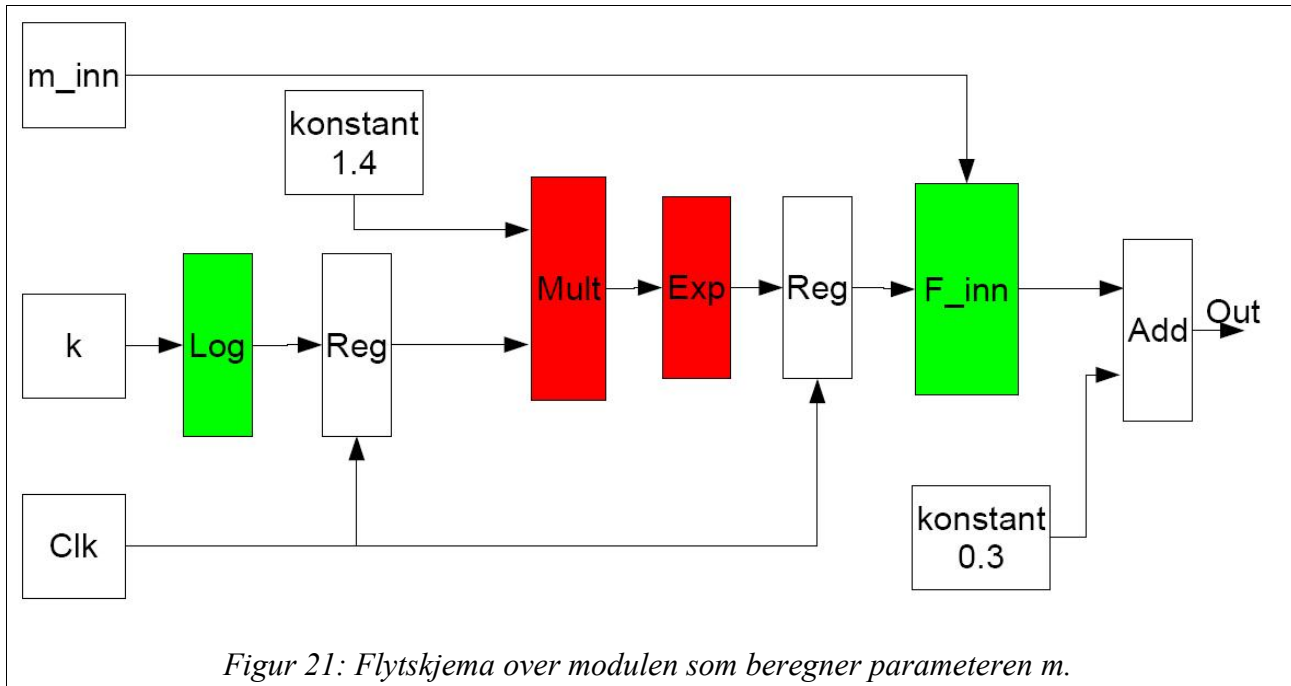 m_inn
konstant
1.4
k
Log
Reg
Mult
Exp
Reg
F_inn
Add
Out
Clk
konstant
0.3
Figur 21: Flytskjema over modulen som beregner parameteren m.